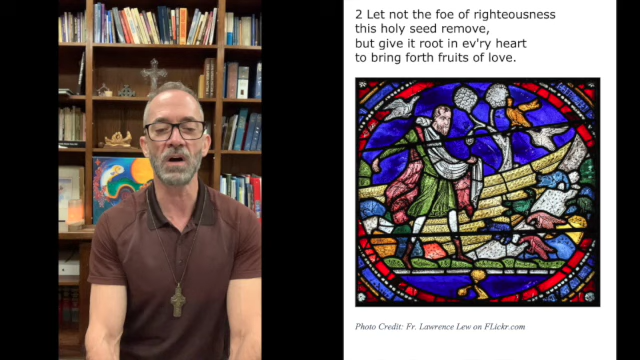 2 Let not the foe of righteousness
this holy seed remove,
but give it root in ev'ry heart
to bring forth fruits of love.
Photo Credit: Fr. Lawrence Lew on FLickr.com